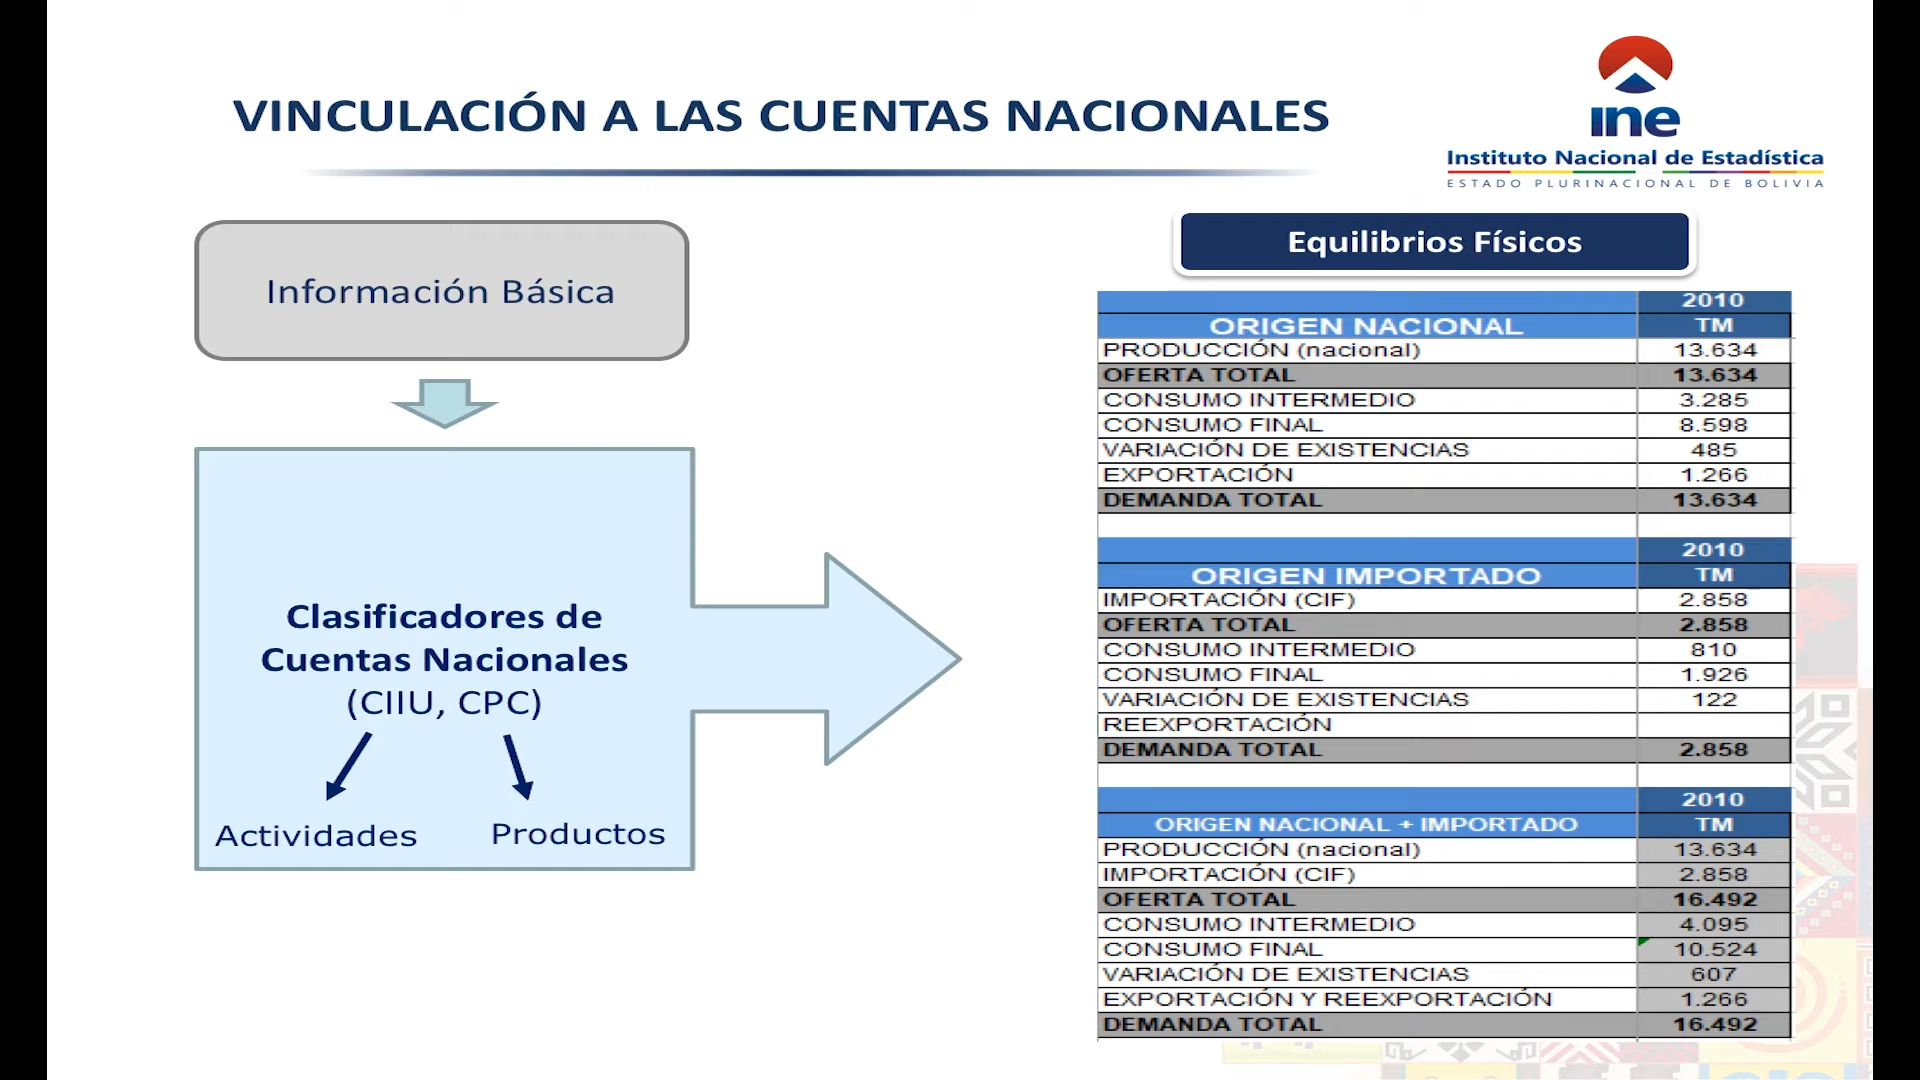 VINCULACIÓN A LAS CUENTAS NACIONALES
ine
Instituto Nacional de Estadística
ESTADO PLURINACIONAL DE BOLIVIA
Información Básica
Clasificadores de
Cuentas Nacionales
(CIIU, CPC)
Actividades
Productos
Equilibrios Físicos
2010
ORIGEN NACIONAL TM
PRODUCCIÓN (nacional) 13.634
OFERTA TOTAL 13.634
CONSUMO INTERMEDIO 3.285
CONSUMO FINAL 8.598
VARIACIÓN DE EXISTENCIAS 485
EXPORTACIÓN 1.266
DEMANDA TOTAL 13.634
2010
ORIGEN IMPORTADO TM
IMPORTACIÓN (CIF) 2.858
OFERTA TOTAL 2.858
CONSUMO INTERMEDIO 810
CONSUMO FINAL 1.926
VARIACIÓN DE EXISTENCIAS 122
REEXPORTACIÓN
DEMANDA TOTAL 2.858
2010
ORIGEN NACIONAL + IMPORTADO TM
PRODUCCIÓN (nacional) 13.634
IMPORTACIÓN (CIF) 2.858
OFERTA TOTAL 16.492
CONSUMO INTERMEDIO 4.095
CONSUMO FINAL 10.524
VARIACIÓN DE EXISTENCIAS 607
EXPORTACIÓN Y REEXPORTACIÓN 1.266
DEMANDA TOTAL 16.492